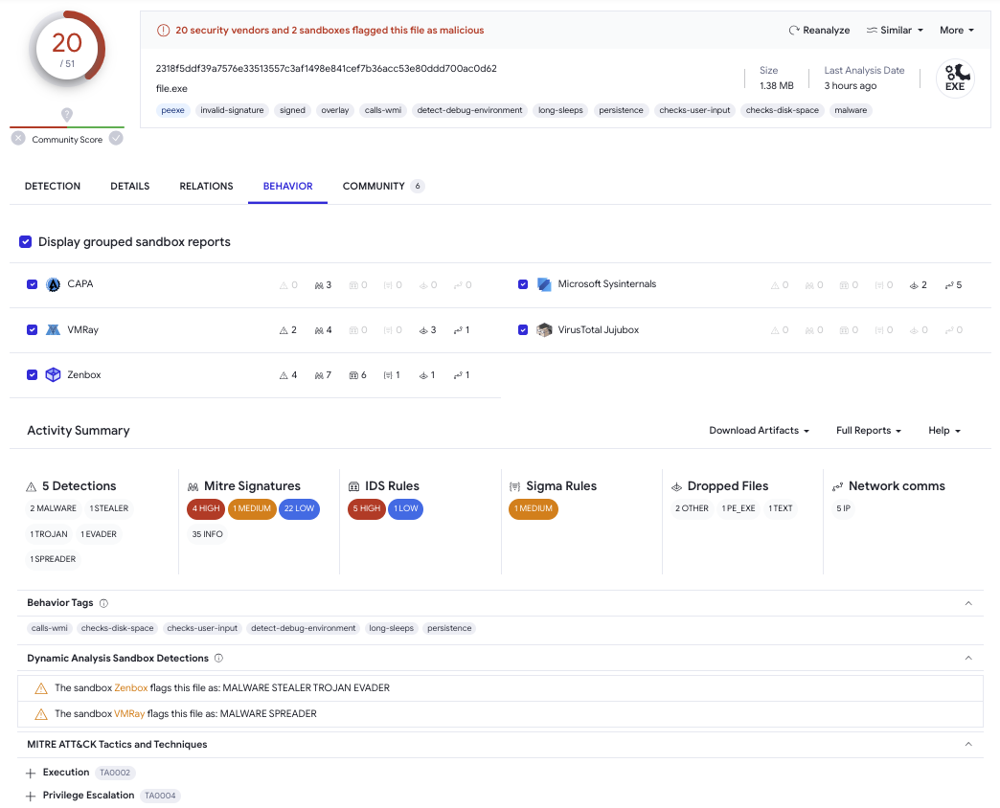 20
/ 51
Community Score
20 security vendors and 2 sandboxes flagged this file as malicious
Reanalyze Similar More
2318f5ddf39a7576e33513557c3af1498e841cef7b36acc53e80ddd700ac0d62
file.exe
Size
1.38 MB
Last Analysis Date
3 hours ago
EXE
peexe invalid-signature signed overlay calls-wmi detect-debug-environment long-sleeps persistence checks-user-input checks-disk-space malware
DETECTION DETAILS RELATIONS BEHAVIOR COMMUNITY 6
Display grouped sandbox reports
CAPA 0 3 0 0 0 0
Microsoft Sysinternals 0 0 0 0 2 5
VMRay 2 4 0 0 3 1
VirusTotal Jujubox 0 0 0 0 0 0
Zenbox 4 7 6 1 1 1
Activity Summary
Download Artifacts Full Reports Help
5 Detections
2 MALWARE 1 STEALER
1 TROJAN 1 EVADER
1 SPREADER
Mitre Signatures
4 HIGH 1 MEDIUM 22 LOW
35 INFO
IDS Rules
5 HIGH 1 LOW
Sigma Rules
1 MEDIUM
Dropped Files
2 OTHER 1 PE_EXE 1 TEXT
Network comms
5 IP
Behavior Tags
calls-wmi checks-disk-space checks-user-input detect-debug-environment long-sleeps persistence
Dynamic Analysis Sandbox Detections
The sandbox Zenbox flags this file as: MALWARE STEALER TROJAN EVADER
The sandbox VMRay flags this file as: MALWARE SPREADER
MITRE ATT&CK Tactics and Techniques
Execution TA0002
Privilege Escalation TA0004